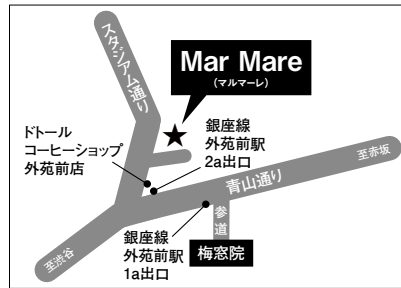 スタジアム通り
Mar Mare
(マルマーレ)
ドトール
コーヒーショップ
外苑前店
銀座線
外苑前駅
2a出口
至赤坂
青山通り
参道
銀座線
外苑前駅
1a出口
梅窓院
至渋谷